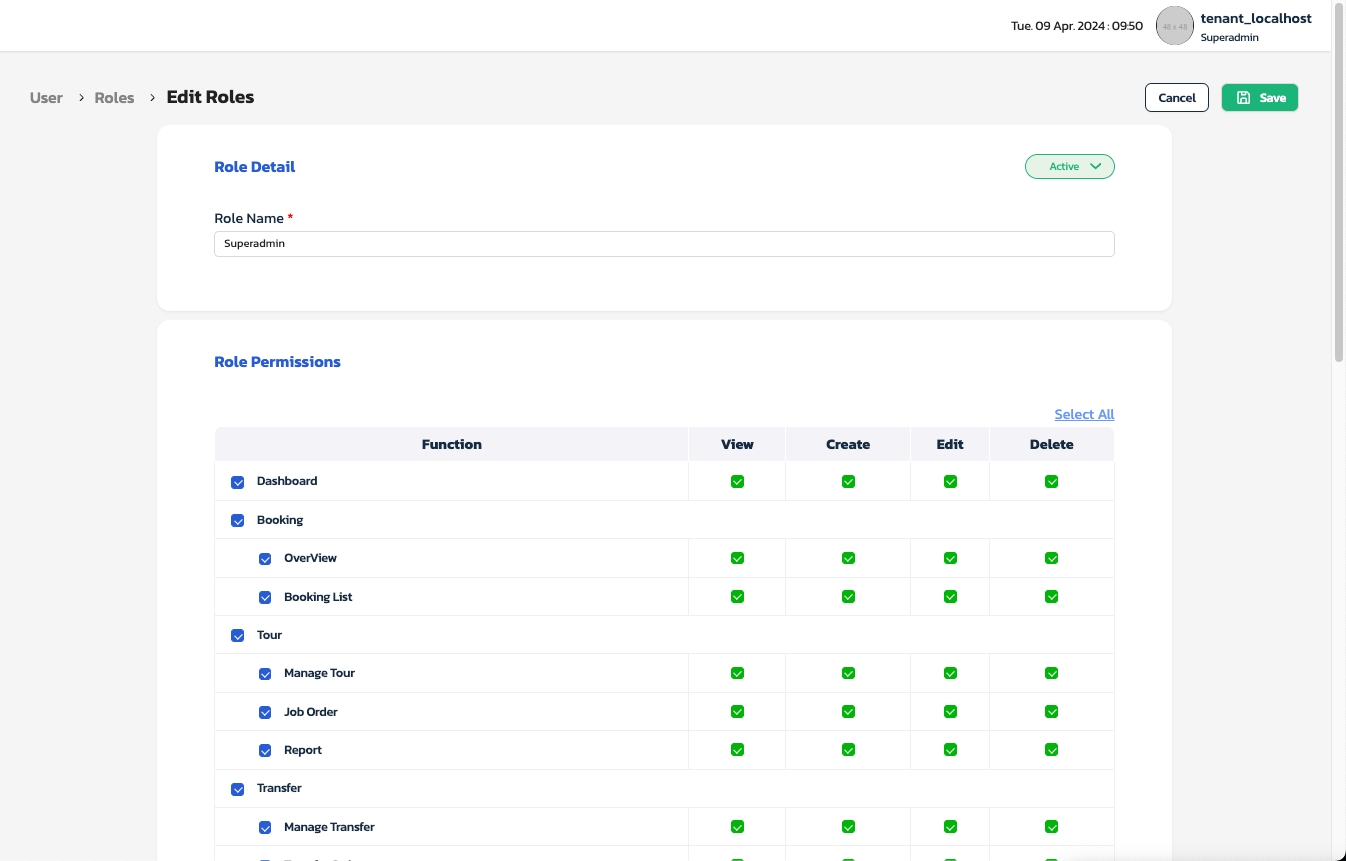 Tue. 09 Apr. 2024 : 09:50
48 x 48
tenant_localhost
Superadmin
User > Roles > Edit Roles
Cancel
Save
Role Detail
Active
Role Name *
Superadmin
Role Permissions
Select All
Function View Create Edit Delete
Dashboard
Booking
OverView
Booking List
Tour
Manage Tour
Job Order
Report
Transfer
Manage Transfer